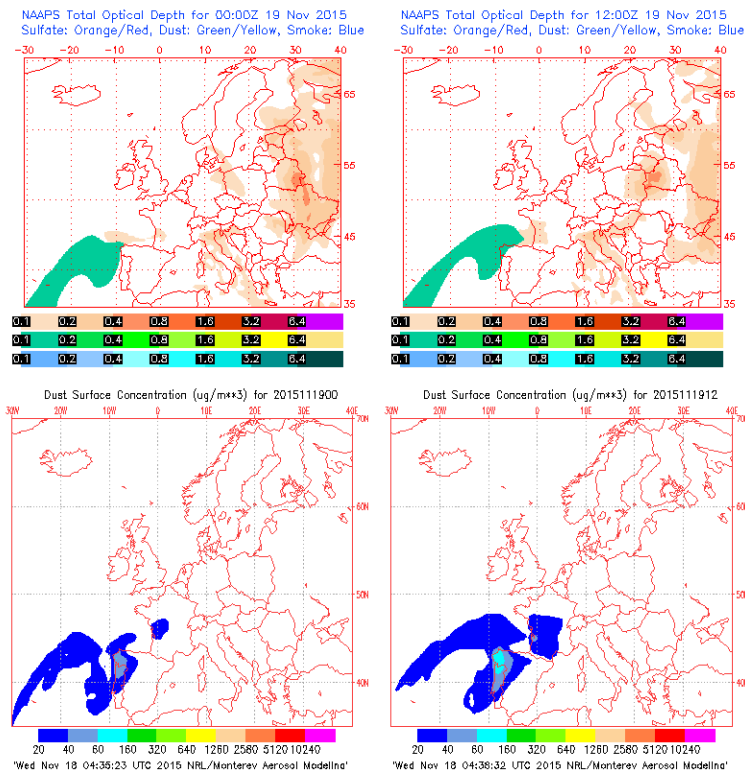 NAAPS Total Optical Depth for 00:00Z 19 Nov 2015
Sulfate: Orange/Red, Dust: Green/Yellow, Smoke: Blue
-30 -20 -10 0 10 20 30 40
65
55
45
35
0.1 0.2 0.4 0.8 1.6 3.2 6.4
0.1 0.2 0.4 0.8 1.6 3.2 6.4
0.1 0.2 0.4 0.8 1.6 3.2 6.4
NAAPS Total Optical Depth for 12:00Z 19 Nov 2015
Sulfate: Orange/Red, Dust: Green/Yellow, Smoke: Blue
-30 -20 -10 0 10 20 30 40
65
55
45
35
0.1 0.2 0.4 0.8 1.6 3.2 6.4
0.1 0.2 0.4 0.8 1.6 3.2 6.4
0.1 0.2 0.4 0.8 1.6 3.2 6.4
Dust Surface Concentration (ug/m**3) for 2015111900
30W 20W 10W 0 10E 20E 30E 40E
70N
60N
50N
40N
20 40 80 160 320 640 1260 2580 5120 10240
'Wed Nov 18 04:35:23 UTC 2015 NRL/Monterey Aerosol Modeling'
Dust Surface Concentration (ug/m**3) for 2015111912
30W 20W 10W 0 10E 20E 30E 40E
70N
60N
50N
40N
20 40 80 160 320 640 1260 2580 5120 10240
'Wed Nov 18 04:38:32 UTC 2015 NRL/Monterey Aerosol Modeling'